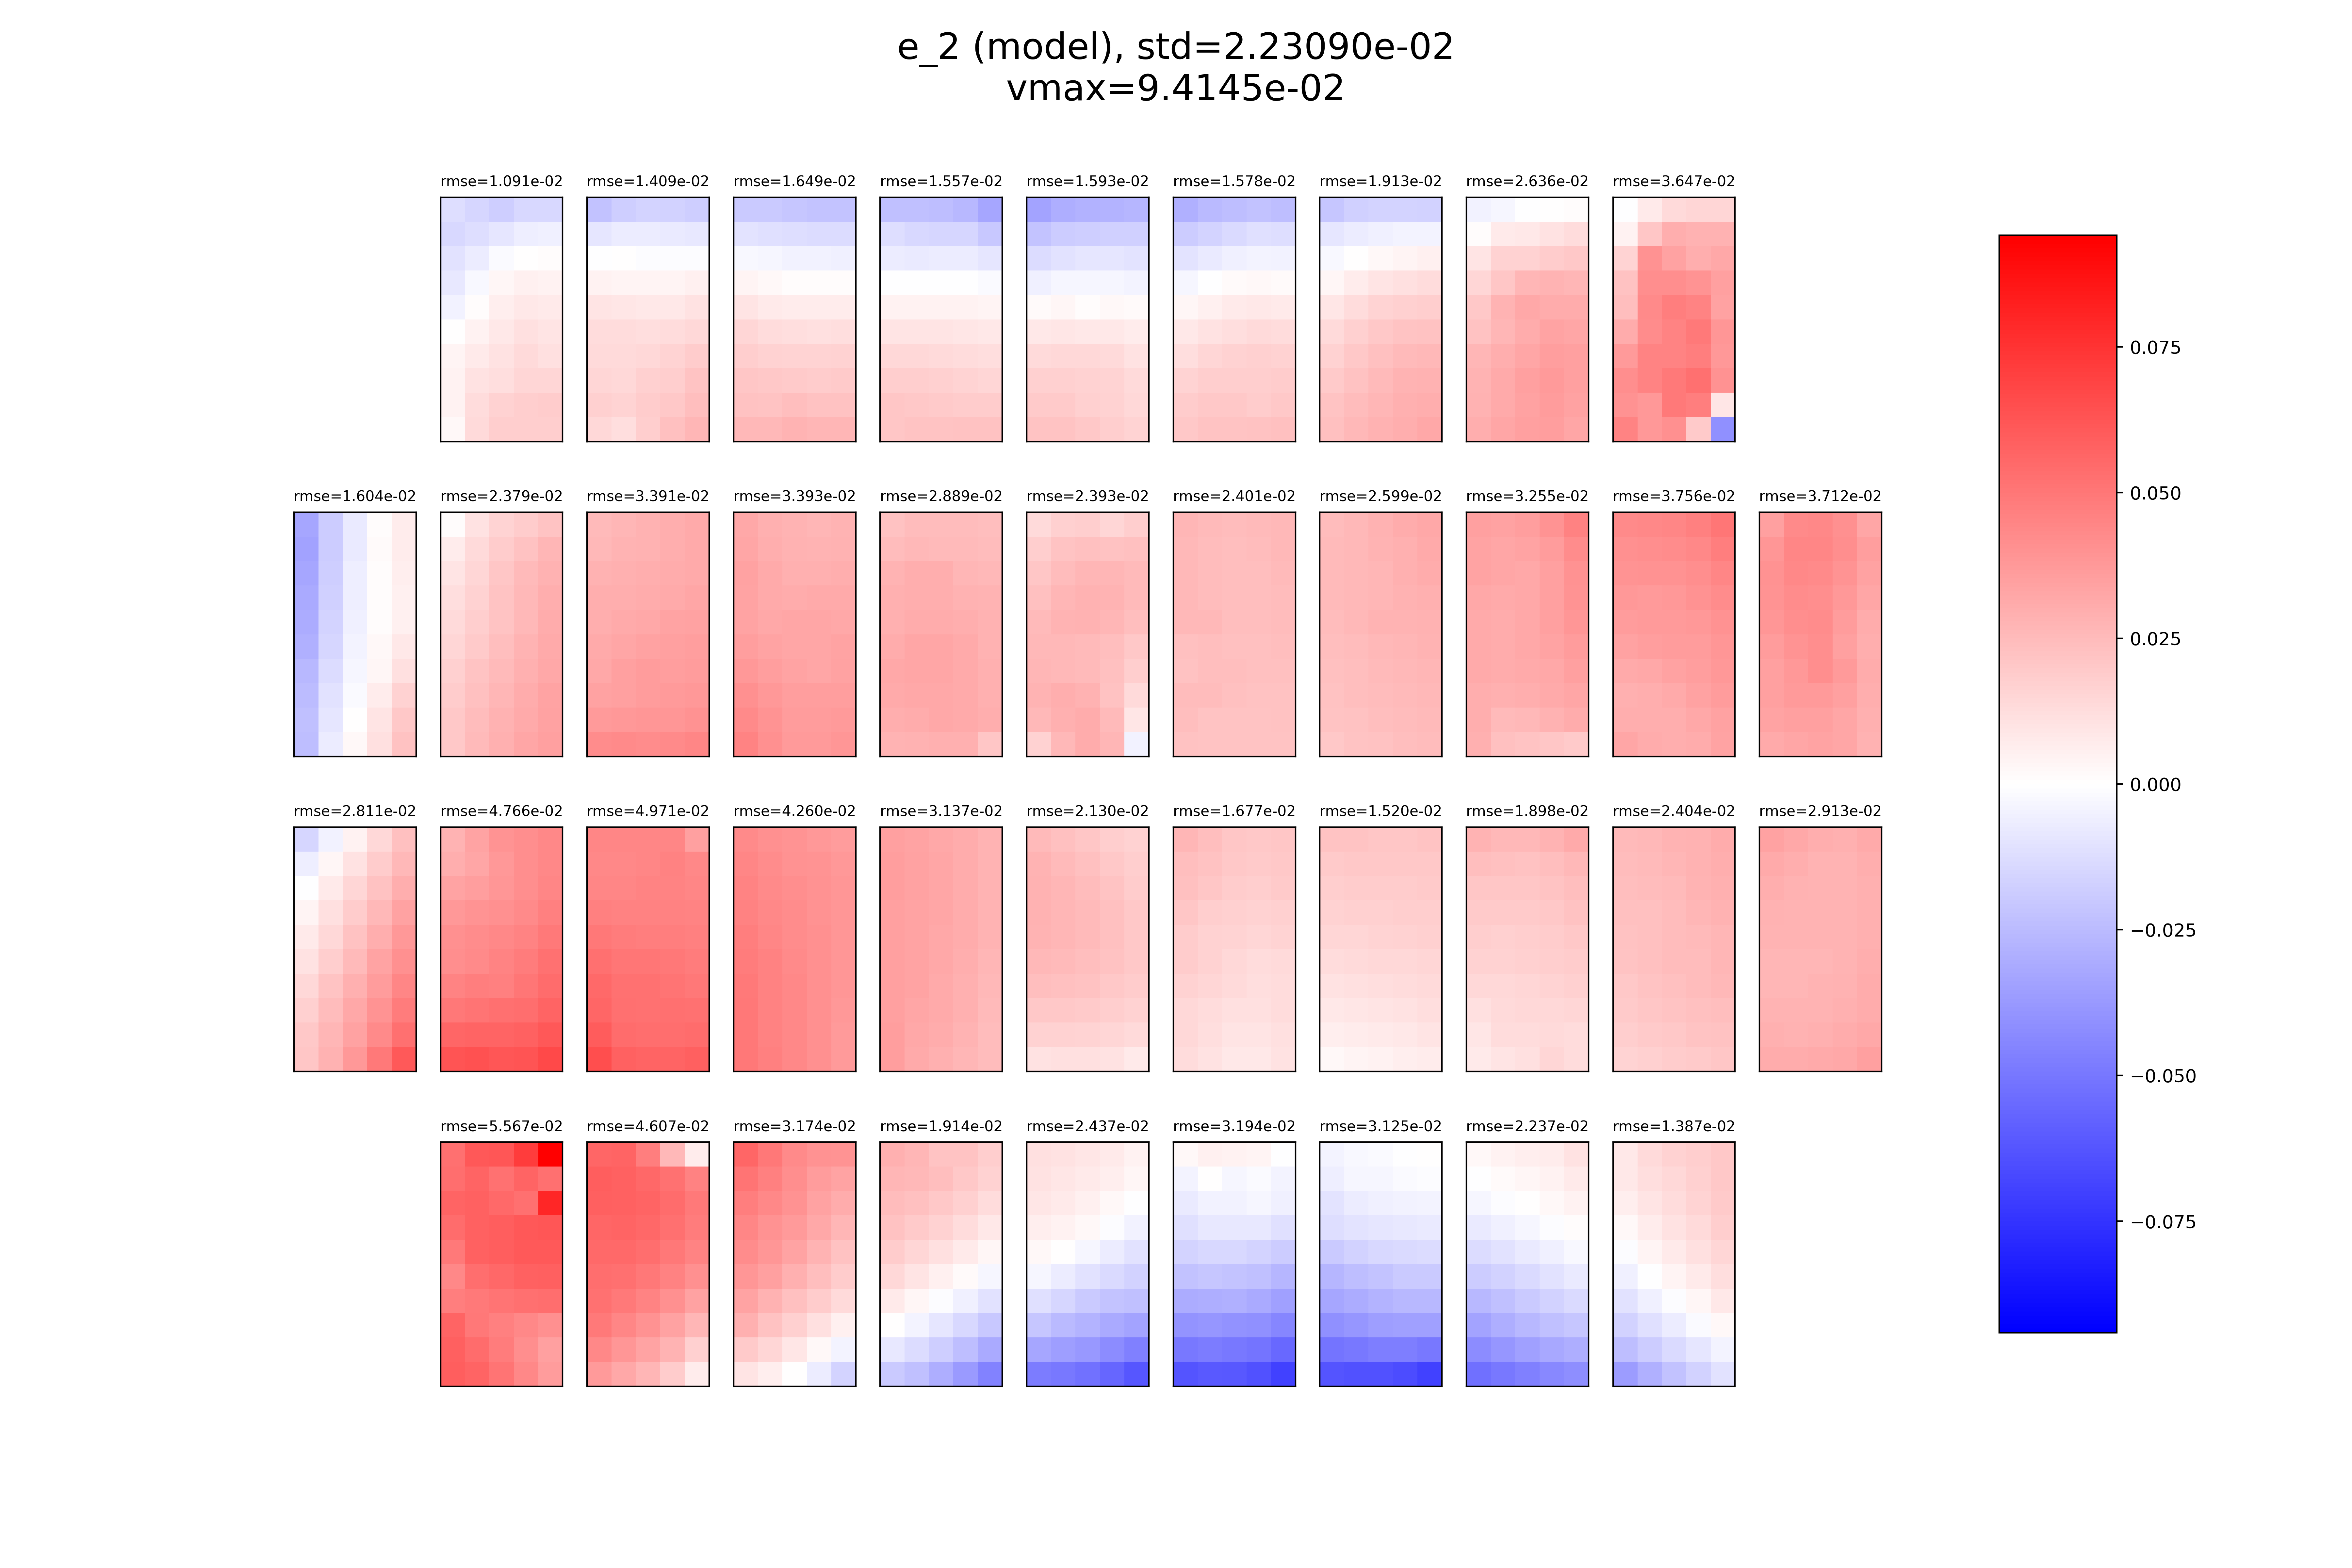 e_2 (model), std=2.23090e-02
vmax=9.4145e-02
rmse=1.091e-02 rmse=1.409e-02 rmse=1.649e-02 rmse=1.557e-02 rmse=1.593e-02 rmse=1.578e-02 rmse=1.913e-02 rmse=2.636e-02 rmse=3.647e-02
rmse=1.604e-02 rmse=2.379e-02 rmse=3.391e-02 rmse=3.393e-02 rmse=2.889e-02 rmse=2.393e-02 rmse=2.401e-02 rmse=2.599e-02 rmse=3.255e-02 rmse=3.756e-02 rmse=3.712e-02
rmse=2.811e-02 rmse=4.766e-02 rmse=4.971e-02 rmse=4.260e-02 rmse=3.137e-02 rmse=2.130e-02 rmse=1.677e-02 rmse=1.520e-02 rmse=1.898e-02 rmse=2.404e-02 rmse=2.913e-02
rmse=5.567e-02 rmse=4.607e-02 rmse=3.174e-02 rmse=1.914e-02 rmse=2.437e-02 rmse=3.194e-02 rmse=3.125e-02 rmse=2.237e-02 rmse=1.387e-02
0.075
0.050
0.025
0.000
−0.025
−0.050
−0.075